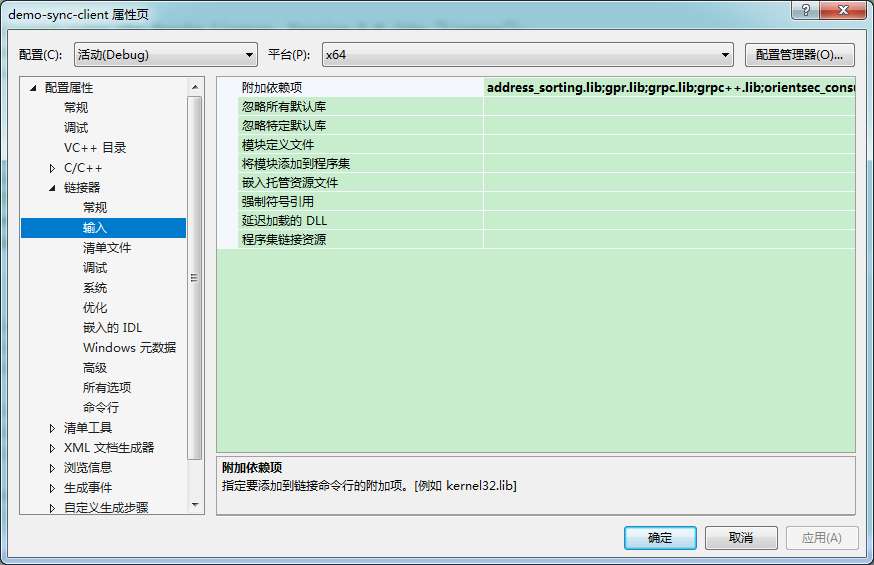 demo-sync-client 属性页
配置(C): 活动(Debug) 平台(P): x64 配置管理器(O)...
配置属性
常规
调试
VC++ 目录
C/C++
链接器
常规
输入
清单文件
调试
系统
优化
嵌入的 IDL
Windows 元数据
高级
所有选项
命令行
清单工具
XML 文档生成器
浏览信息
生成事件
自定义生成步骤
附加依赖项 address_sorting.lib;gpr.lib;grpc.lib;grpc++.lib;orientsec_consu
忽略所有默认库
忽略特定默认库
模块定义文件
将模块添加到程序集
嵌入托管资源文件
强制符号引用
延迟加载的 DLL
程序集链接资源
附加依赖项
指定要添加到链接命令行的附加项。[例如 kernel32.lib]
确定 取消 应用(A)